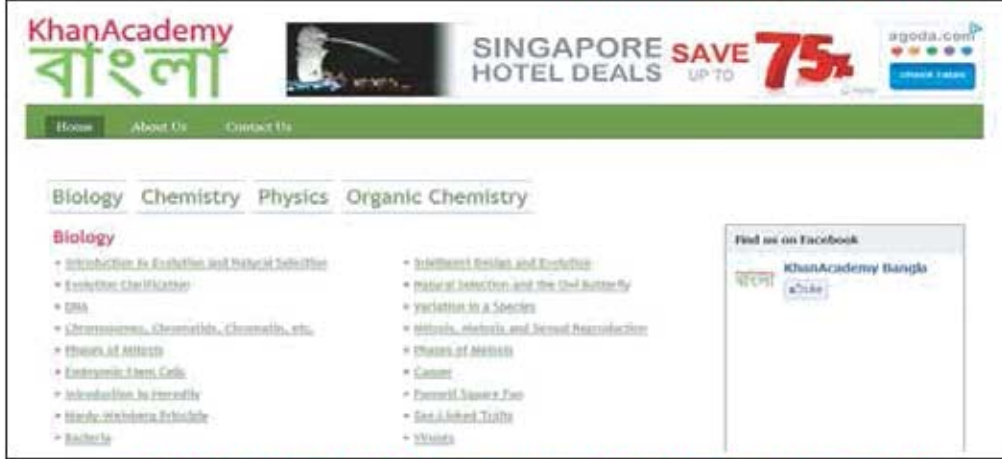 KhanAcademy
বাংলা
SINGAPORE
HOTEL DEALS
SAVE
UP TO
75%
agoda.com
check rates
Home About Us Contact Us
Biology Chemistry Physics Organic Chemistry
Biology
Introduction to Evolution and Natural Selection
Evolution Clarification
DNA
Chromosomes, Chromatids, Chromatin, etc.
Phases of Mitosis
Embryonic Stem Cells
Introduction to Heredity
Hardy-Weinberg Principle
Bacteria
Intelligent Design and Evolution
Natural Selection and the Owl Butterfly
Variation in a Species
Mitosis, Meiosis and Sexual Reproduction
Phases of Meiosis
Cancer
Punnett Square Fun
Sex-Linked Traits
Viruses
Find us on Facebook
বাংলা
KhanAcademy Bangla
Like